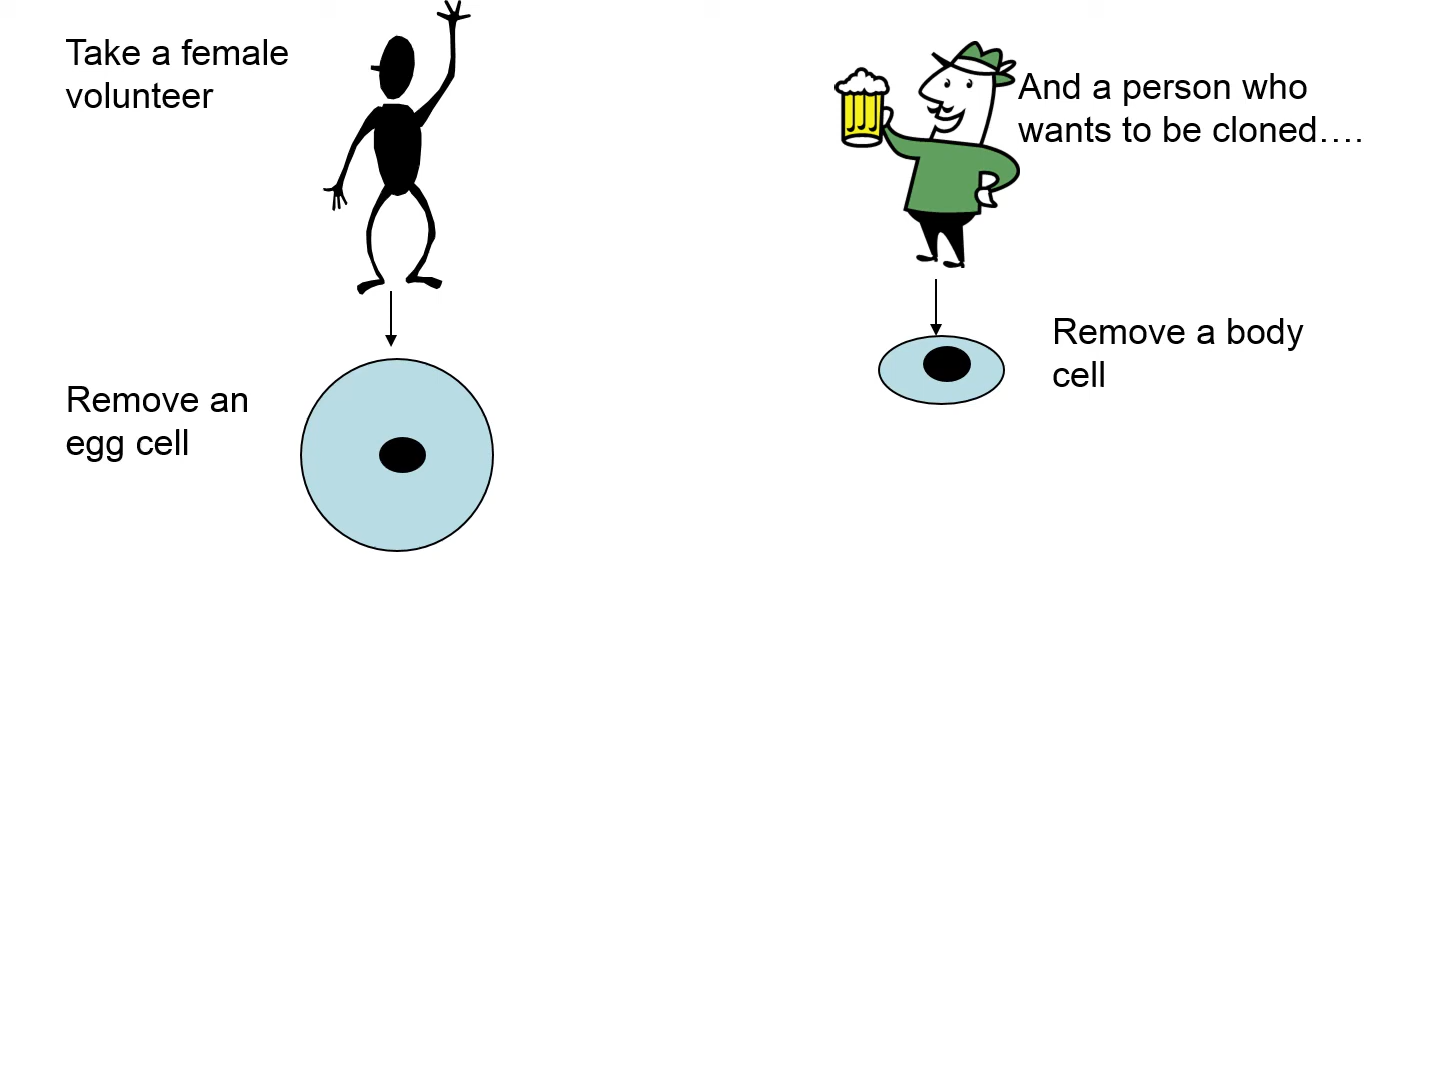 Take a female
volunteer
And a person who
wants to be cloned….
Remove a body
cell
Remove an
egg cell